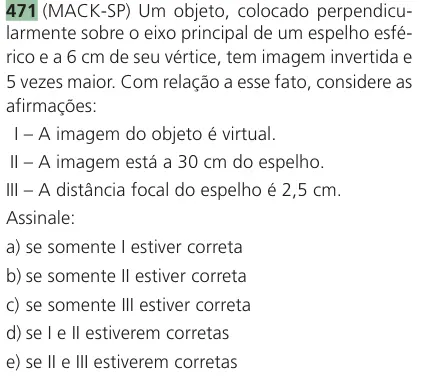 471 (MACK-SP) Um objeto, colocado perpendicu-
larmente sobre o eixo principal de um espelho esfé-
rico e a 6 cm de seu vértice, tem imagem invertida e
5 vezes maior. Com relação a esse fato, considere as
afirmações:
I – A imagem do objeto é virtual.
II – A imagem está a 30 cm do espelho.
III – A distância focal do espelho é 2,5 cm.
Assinale:
a) se somente I estiver correta
b) se somente II estiver correta
c) se somente III estiver correta
d) se I e II estiverem corretas
e) se II e III estiverem corretas